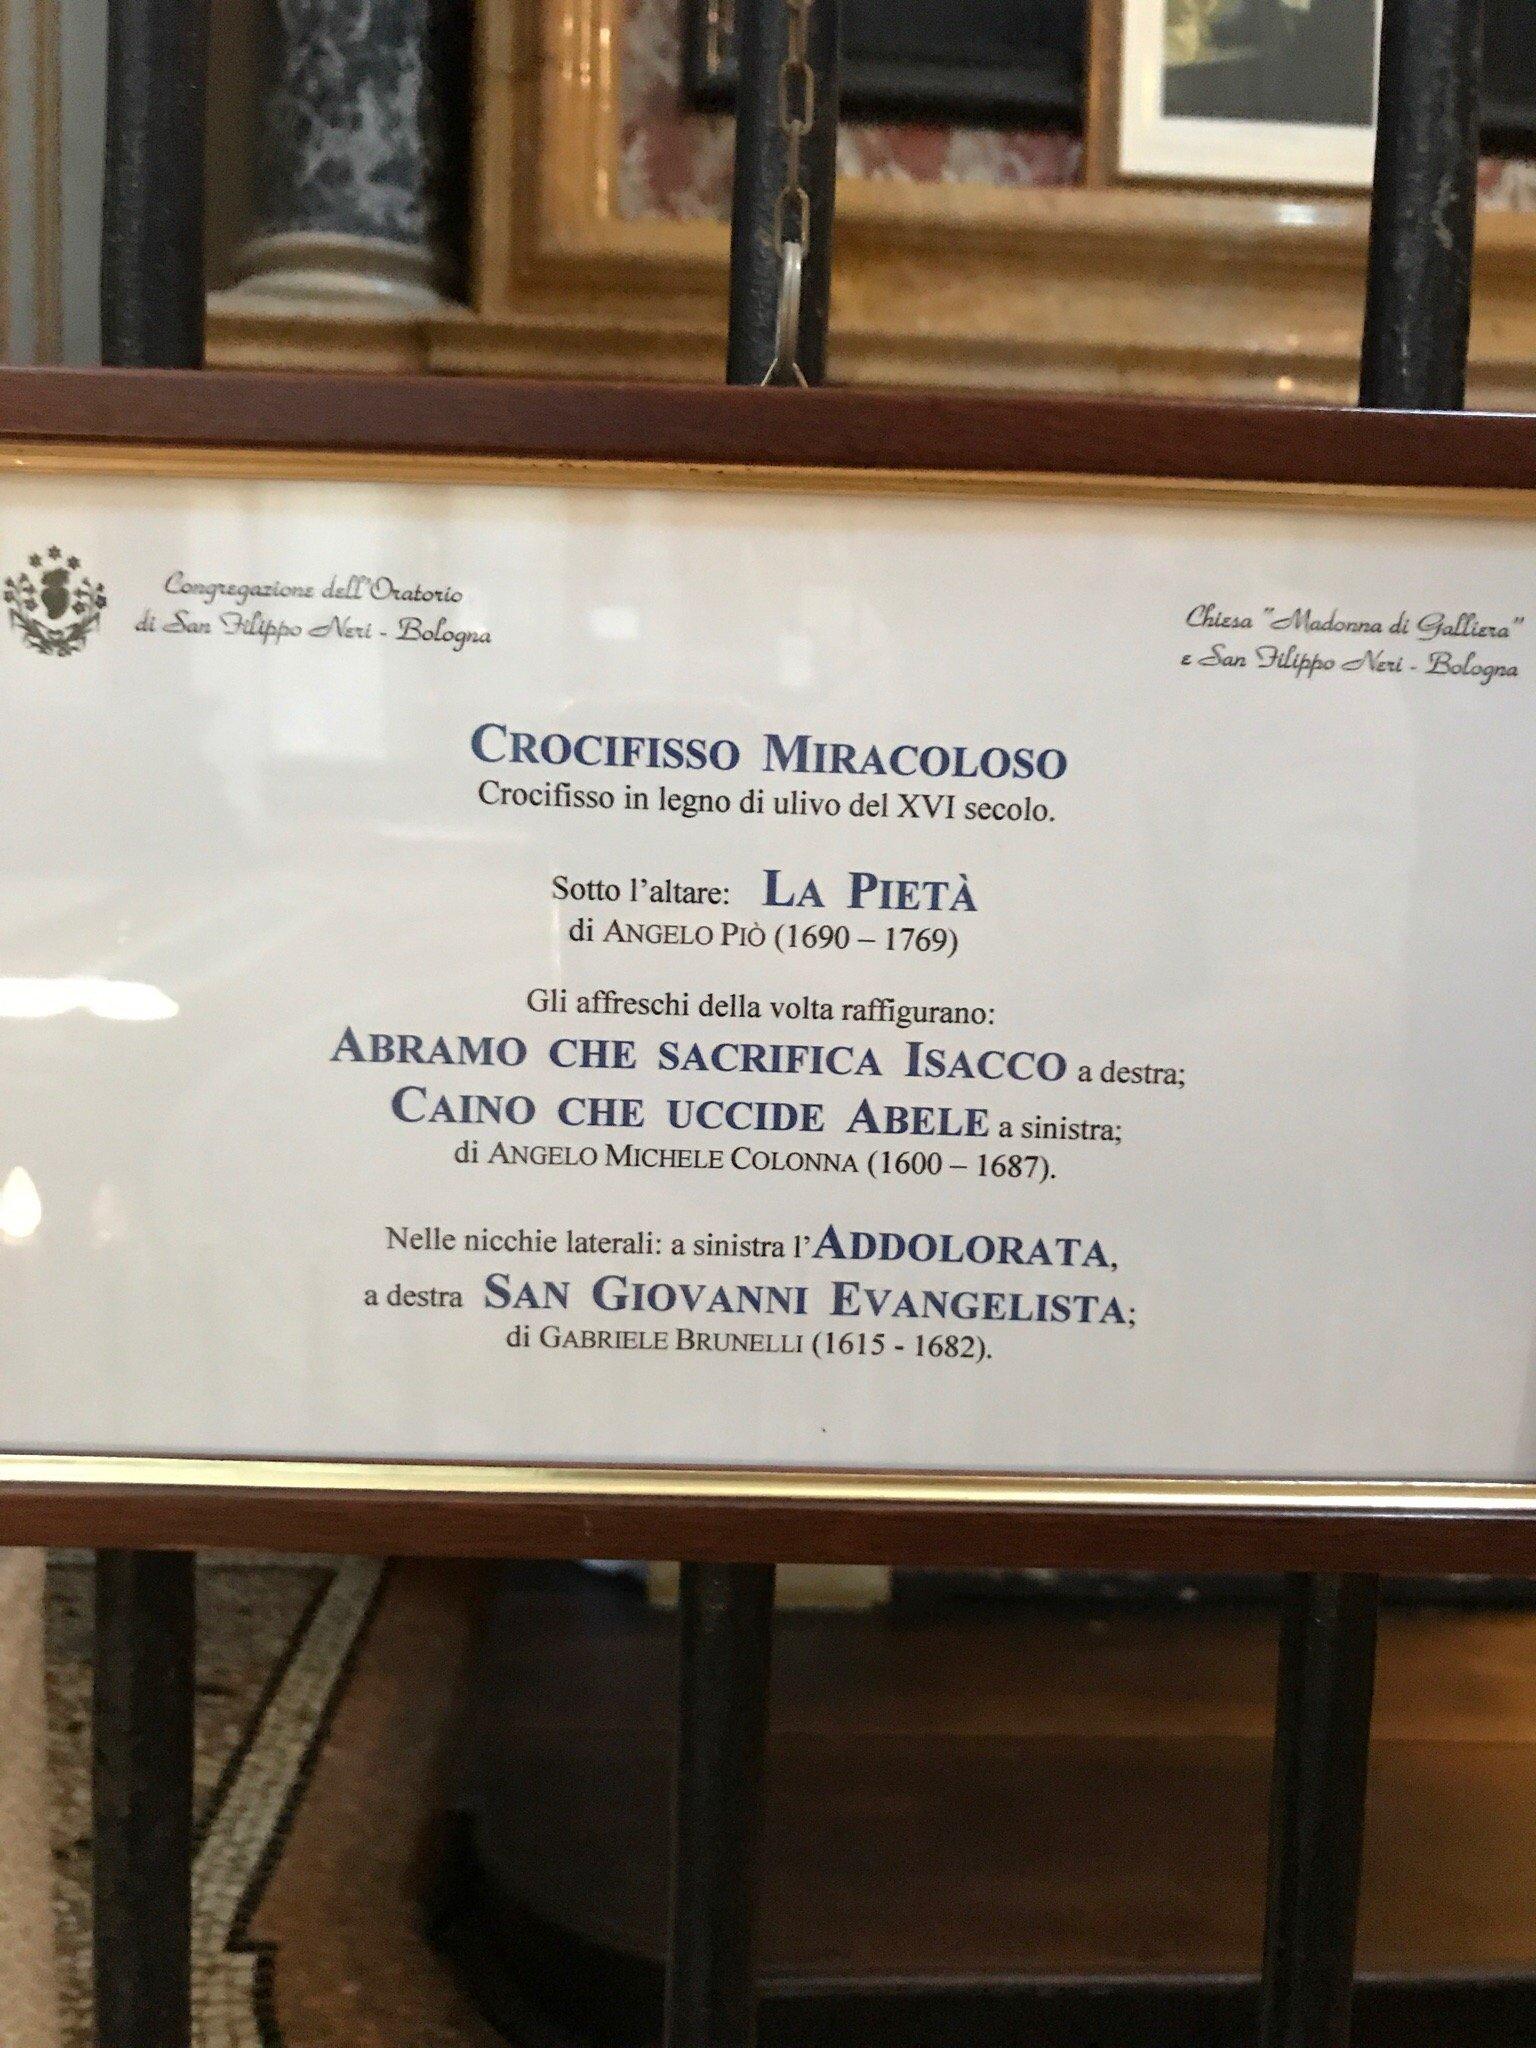 Congregazione dell'Oratorio
di San Filippo Neri - Bologna
Chiesa "Madonna di Galliera"
e San Filippo Neri - Bologna
CROCIFISSO MIRACOLOSO
Crocifisso in legno di ulivo del XVI secolo.
Sotto l'altare: LA PIETÀ
di ANGELO PIÒ (1690 – 1769)
Gli affreschi della volta raffigurano:
ABRAMO CHE SACRIFICA ISACCO a destra;
CAINO CHE UCCIDE ABELE a sinistra;
di ANGELO MICHELE COLONNA (1600 – 1687).
Nelle nicchie laterali: a sinistra l'ADDOLORATA,
a destra SAN GIOVANNI EVANGELISTA;
di GABRIELE BRUNELLI (1615 - 1682).